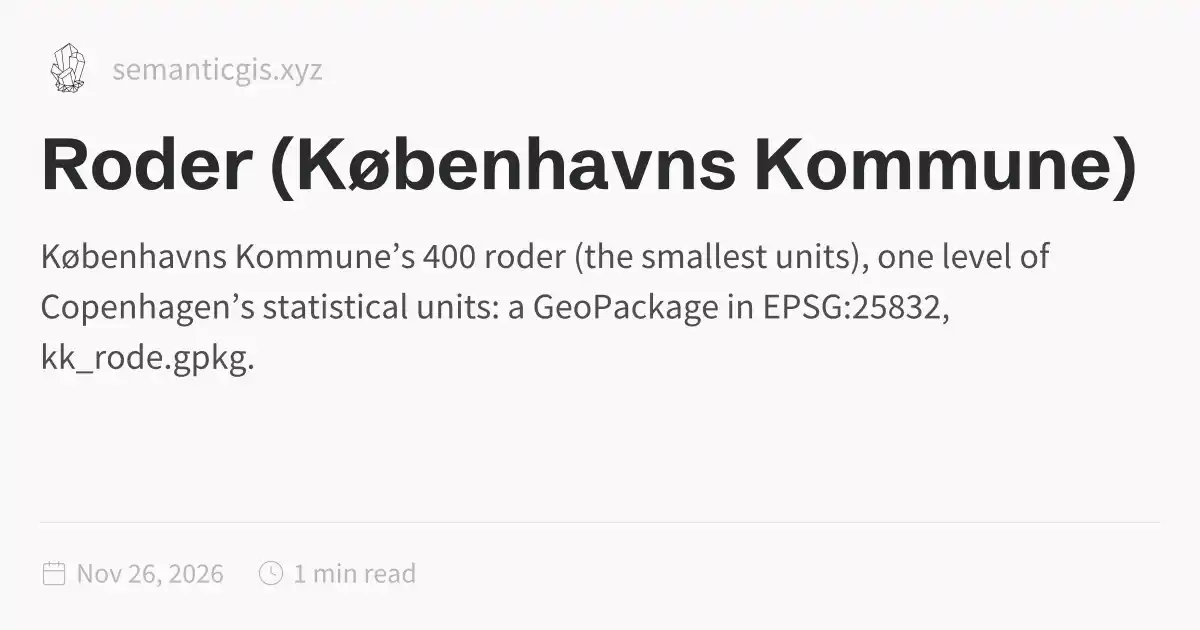 semanticgis.xyz
Roder (Københavns Kommune)
Københavns Kommune’s 400 roder (the smallest units), one level of
Copenhagen’s statistical units: a GeoPackage in EPSG:25832,
kk_rode.gpkg.
Nov 26, 2026 1 min read